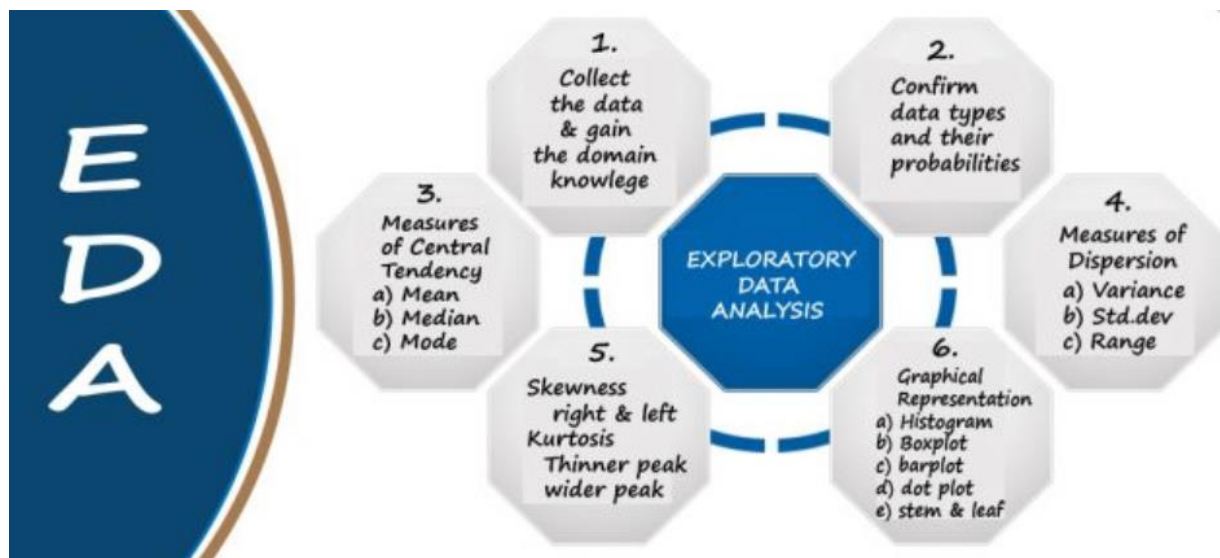 E
D
A
1.
Collect
the data
& gain
the domain
knowlege
2.
Confirm
data types
and their
probabilities
3.
Measures
of Central
Tendency
a) Mean
b) Median
c) Mode
EXPLORATORY
DATA
ANALYSIS
4.
Measures of
Dispersion
a) Variance
b) Std.dev
c) Range
5.
Skewness
right & left
Kurtosis
Thinner peak
wider peak
6.
Graphical
Representation
a) Histogram
b) Boxplot
c) barplot
d) dot plot
e) stem & leaf